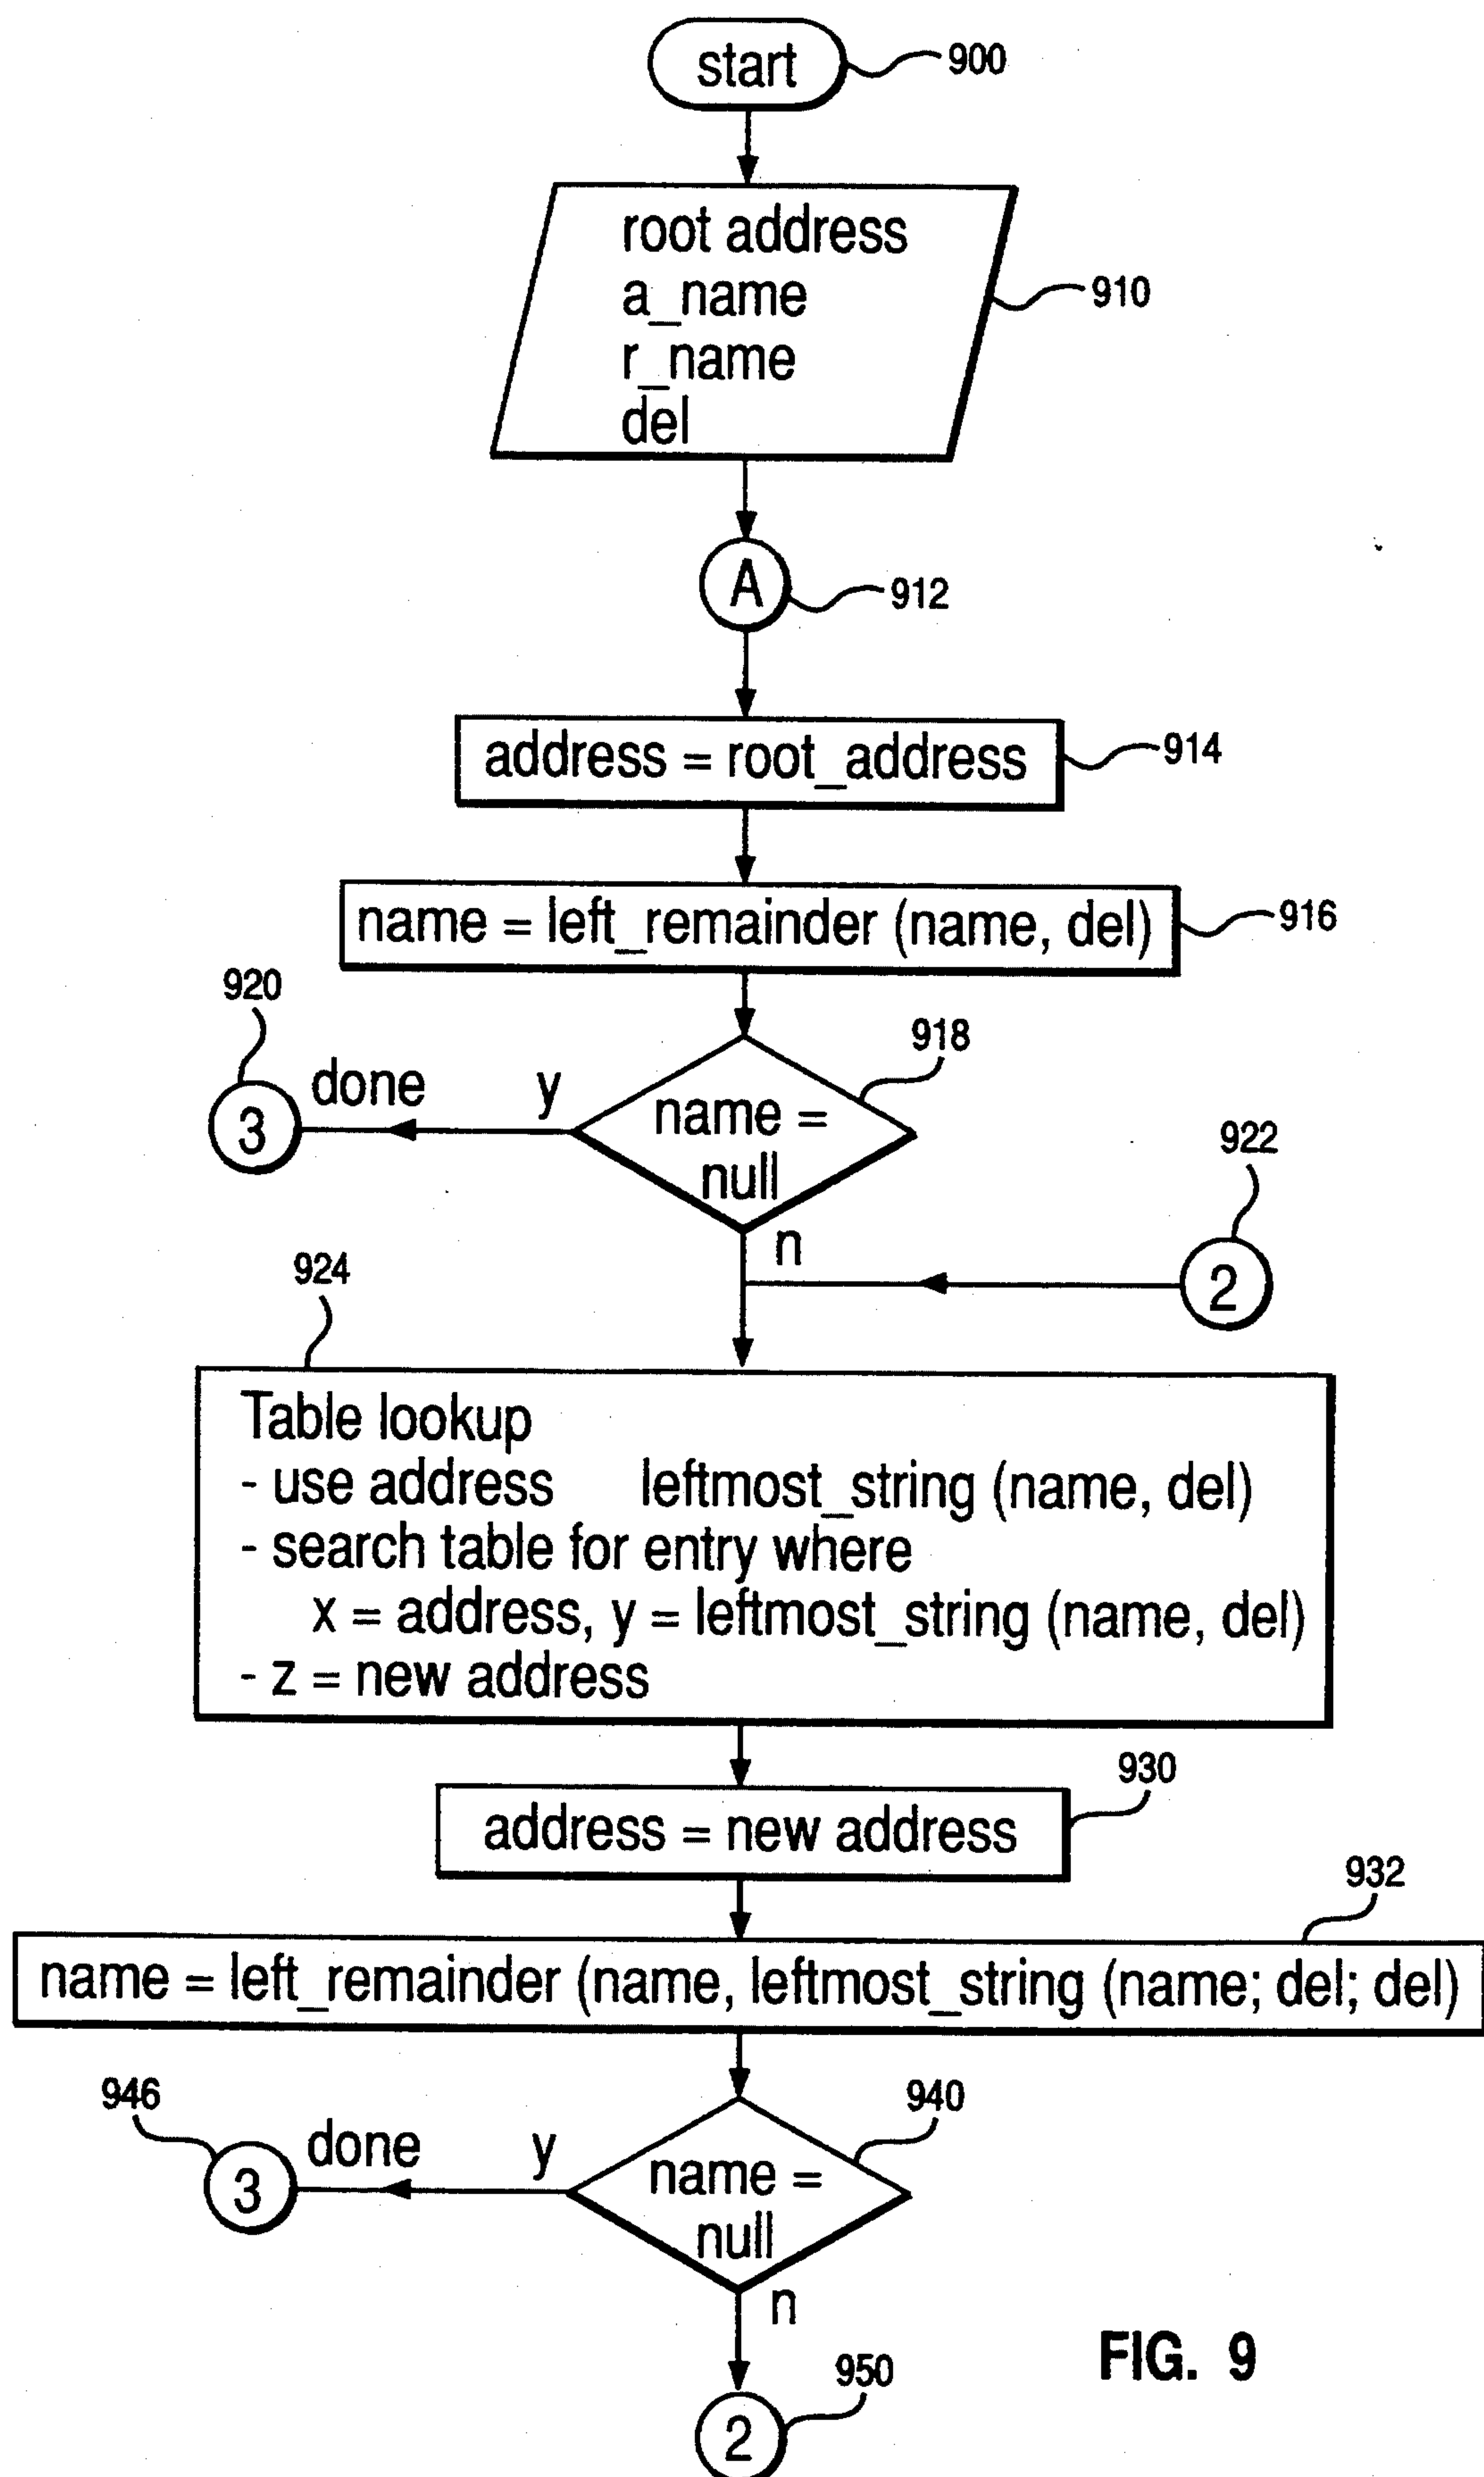 start
900
root address
a_name
r_name
del
910
A
912
address = root_address
914
name = left_remainder (name, del)
916
920
918
done
y
3
name =
null
922
n
2
924
Table lookup
- use address leftmost_string (name, del)
- search table for entry where
x = address, y = leftmost_string (name, del)
- z = new address
930
address = new address
932
name = left_remainder (name, leftmost_string (name; del; del)
946
940
done
y
3
name =
null
n
FIG. 9
950
2